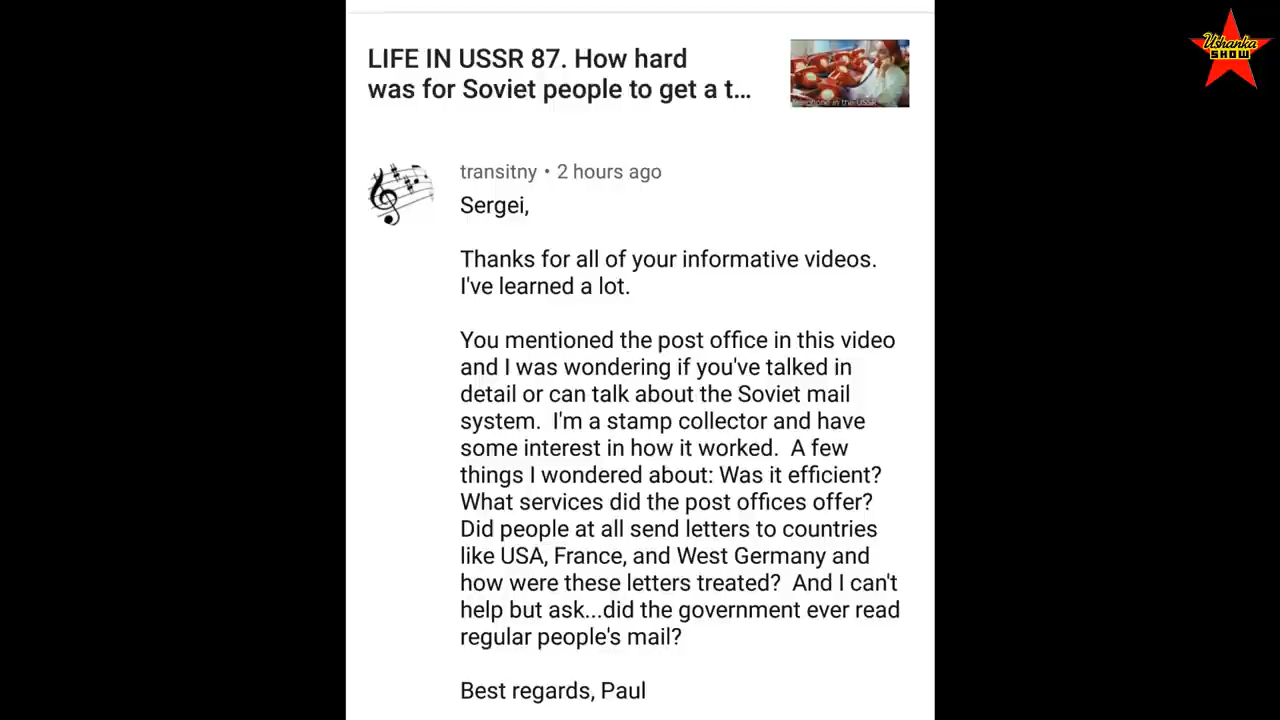 Ushanka
SHOW
LIFE IN USSR 87. How hard
was for Soviet people to get a t...
Telephone in the USSR
transitny • 2 hours ago
Sergei,
Thanks for all of your informative videos.
I've learned a lot.
You mentioned the post office in this video
and I was wondering if you've talked in
detail or can talk about the Soviet mail
system.  I'm a stamp collector and have
some interest in how it worked.  A few
things I wondered about: Was it efficient?
What services did the post offices offer?
Did people at all send letters to countries
like USA, France, and West Germany and
how were these letters treated?  And I can't
help but ask...did the government ever read
regular people's mail?
Best regards, Paul